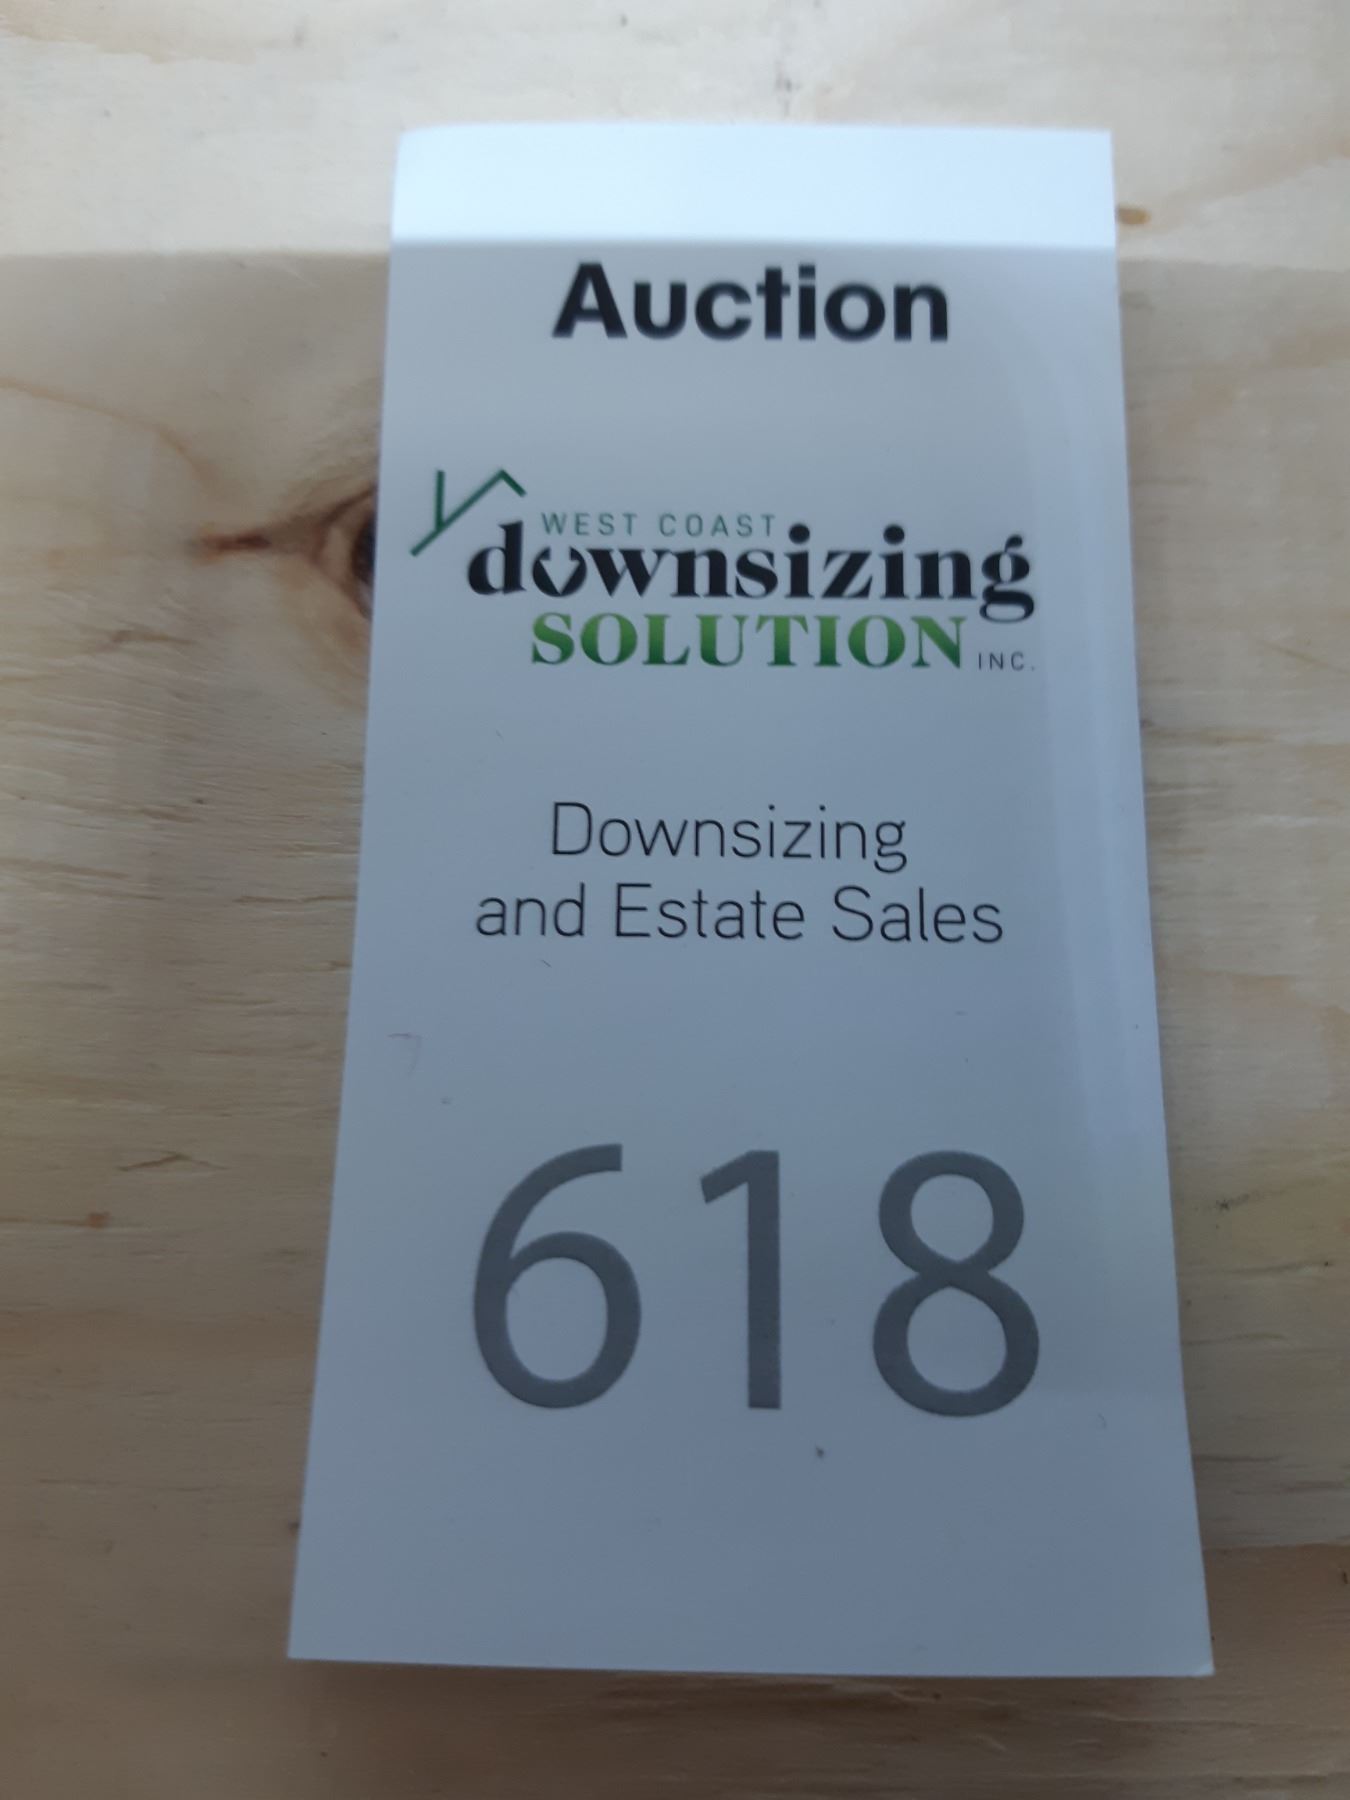 Auction
WEST COAST
downsizing
SOLUTION INC.
Downsizing
and Estate Sales
618